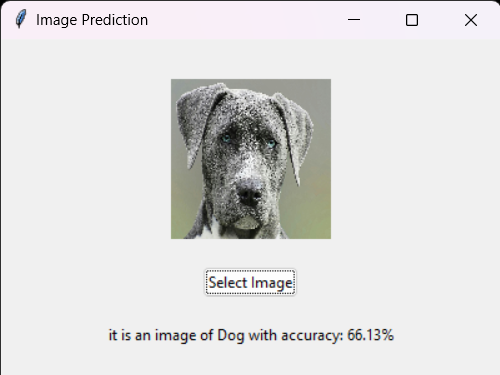 Image Prediction
Select Image
it is an image of Dog with accuracy: 66.13%